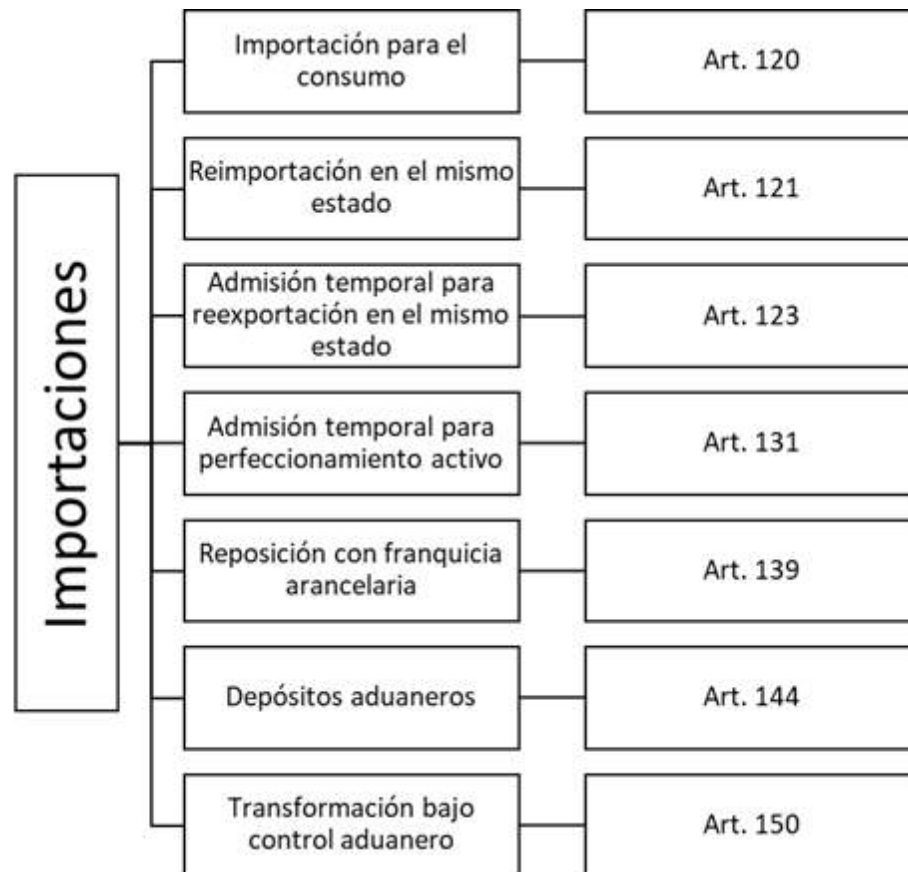 Importaciones
Importación para el
consumo
Art. 120
Reimportación en el mismo
estado
Art. 121
Admisión temporal para
reexportación en el mismo
estado
Art. 123
Admisión temporal para
perfeccionamiento activo
Art. 131
Reposición con franquicia
arancelaria
Art. 139
Depósitos aduaneros
Art. 144
Transformación bajo
control aduanero
Art. 150